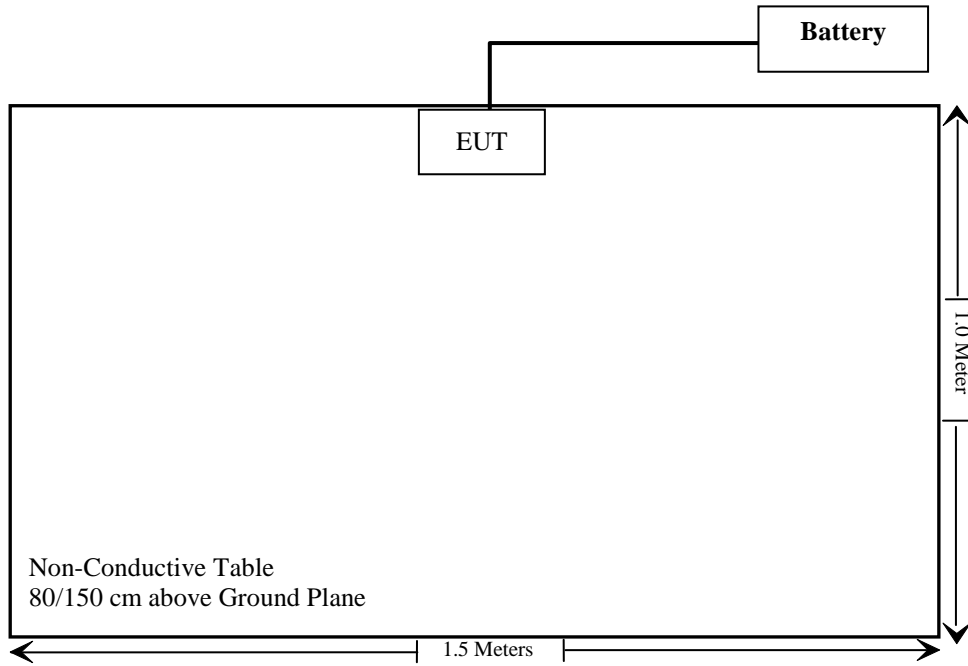 Battery
EUT
1.0 Meter
Non-Conductive Table
80/150 cm above Ground Plane
1.5 Meters